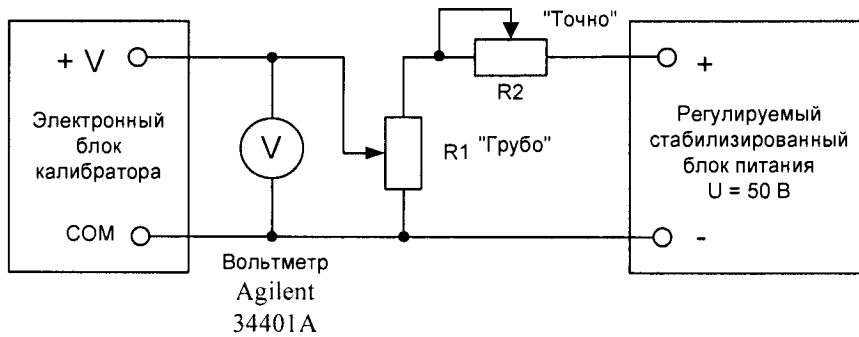 + V
Электронный
блок
калибратора
COM
V
Вольтметр
Agilent
34401A
R1 "Грубо"
"Точно"
R2
+
Регулируемый
стабилизированный
блок питания
U = 50 В
-